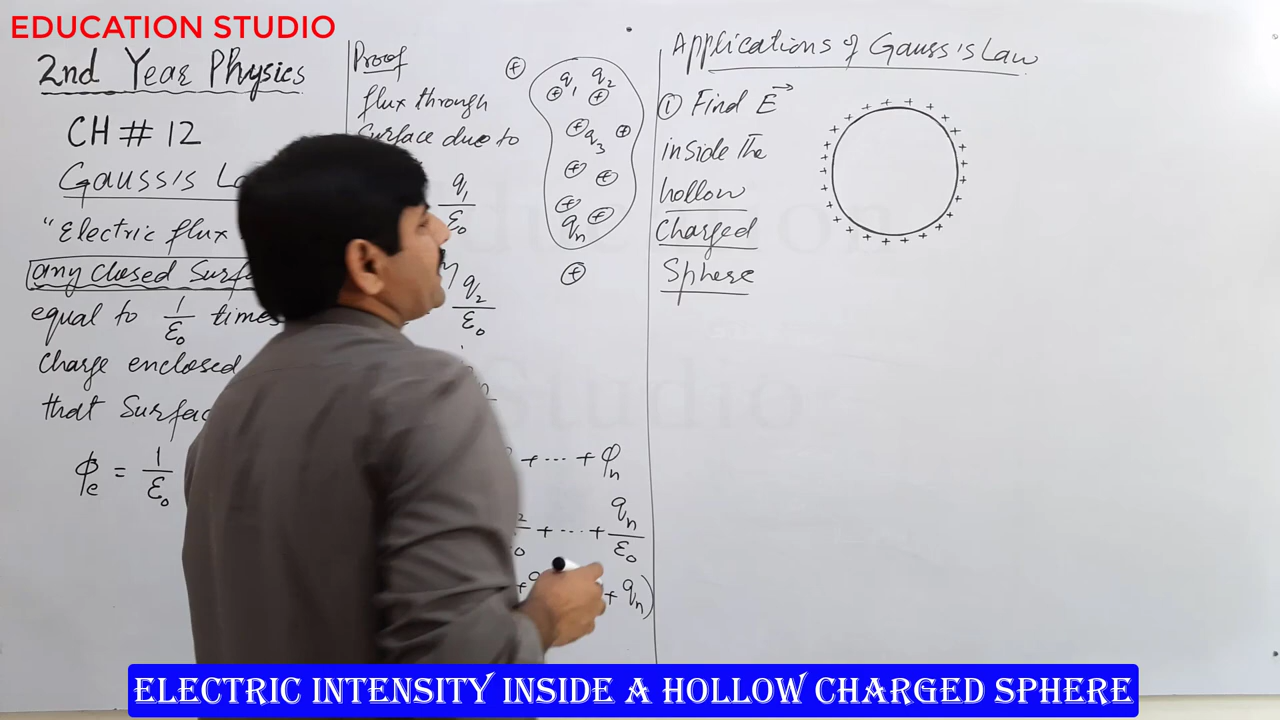 EDUCATION STUDIO
2nd Year Physics
CH # 12
Gauss's
"Electric flux
any closed
equal to 1/ε₀ times
Charge enclosed
that
φₑ = 1/ε₀
Proof
flux through
Surface due to
q₁/ε₀
q₂/ε₀
+ ... + φₙ
+ ... + qₙ/ε₀
+ qₙ)
q₁ q₂
q₃
qₙ
Applications of Gauss's Law
① Find E→
inside the
hollow
Charged
Sphere
Education
Studio
ELECTRIC INTENSITY INSIDE A HOLLOW CHARGED SPHERE